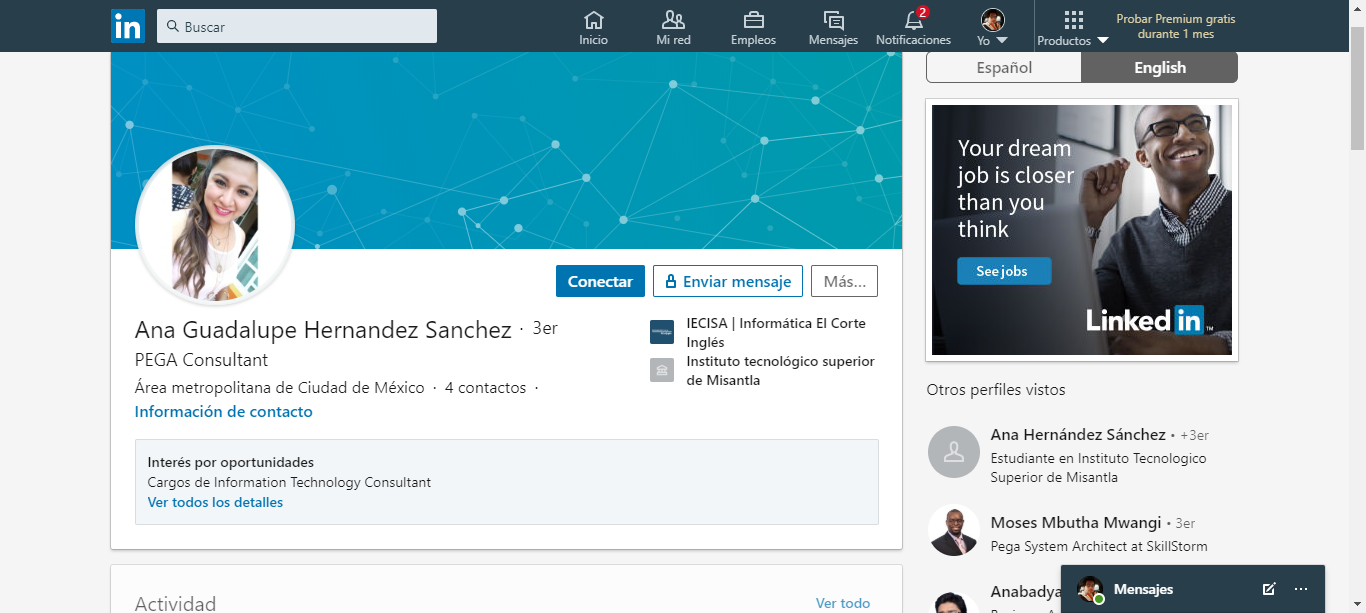 in
Buscar
Inicio
Mi red
Empleos
Mensajes
2
Notificaciones
Yo
Productos
Probar Premium gratis
durante 1 mes
Español
English
Your dream
job is closer
than you
think
See jobs
Linked in ™
Conectar
Enviar mensaje
Más...
Ana Guadalupe Hernandez Sanchez · 3er
PEGA Consultant
Área metropolitana de Ciudad de México · 4 contactos ·
Información de contacto
IECISA | Informática El Corte
Inglés
Instituto tecnológico superior
de Misantla
Interés por oportunidades
Cargos de Information Technology Consultant
Ver todos los detalles
Otros perfiles vistos
Ana Hernández Sánchez • +3er
Estudiante en Instituto Tecnologico
Superior de Misantla
Moses Mbutha Mwangi • 3er
Pega System Architect at SkillStorm
Anabadya
Mensajes
Actividad
Ver todo